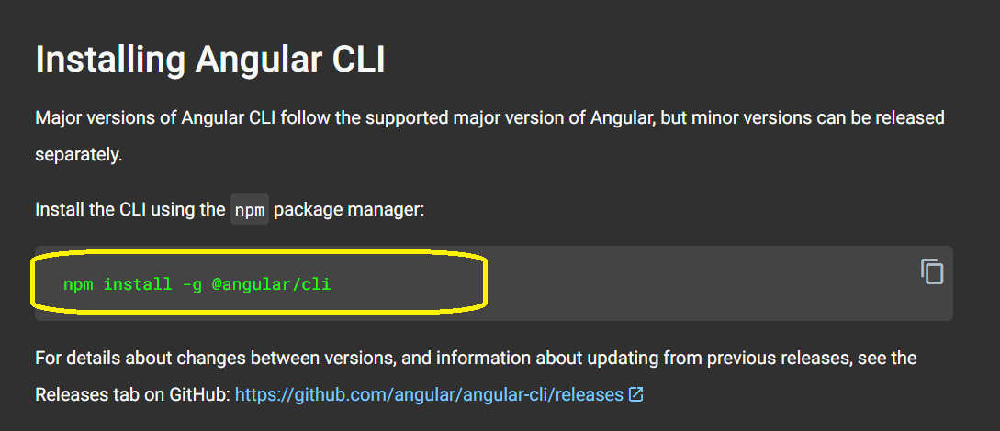 Installing Angular CLI
Major versions of Angular CLI follow the supported major version of Angular, but minor versions can be released
separately.
Install the CLI using the npm package manager:
npm install -g @angular/cli
For details about changes between versions, and information about updating from previous releases, see the
Releases tab on GitHub: https://github.com/angular/angular-cli/releases